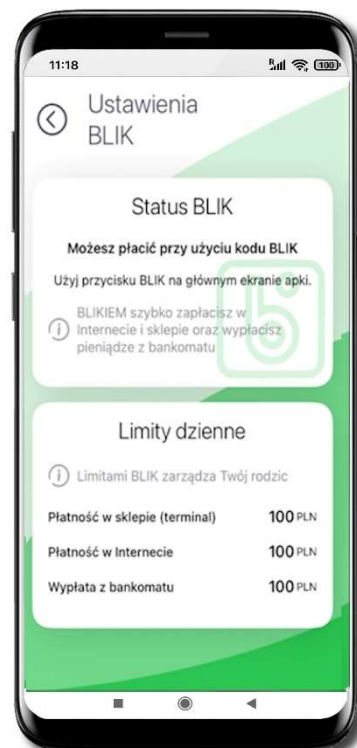 11:18
R
100
Ustawienia
BLIK
Status BLIK
Możesz płacić przy użyciu kodu BLIK
Użyj przycisku BLIK na głównym ekranie apki.
BLIKIEM szybko zapłacisz w
Internecie i sklepie oraz wypłacisz
pieniądze z bankomatu
Limity dzienne
Limitami BLIK zarządza Twój rodzic
Płatność w sklepie (terminal) 100 PLN
Płatność w Internecie 100 PLN
Wypłata z bankomatu 100 PLN